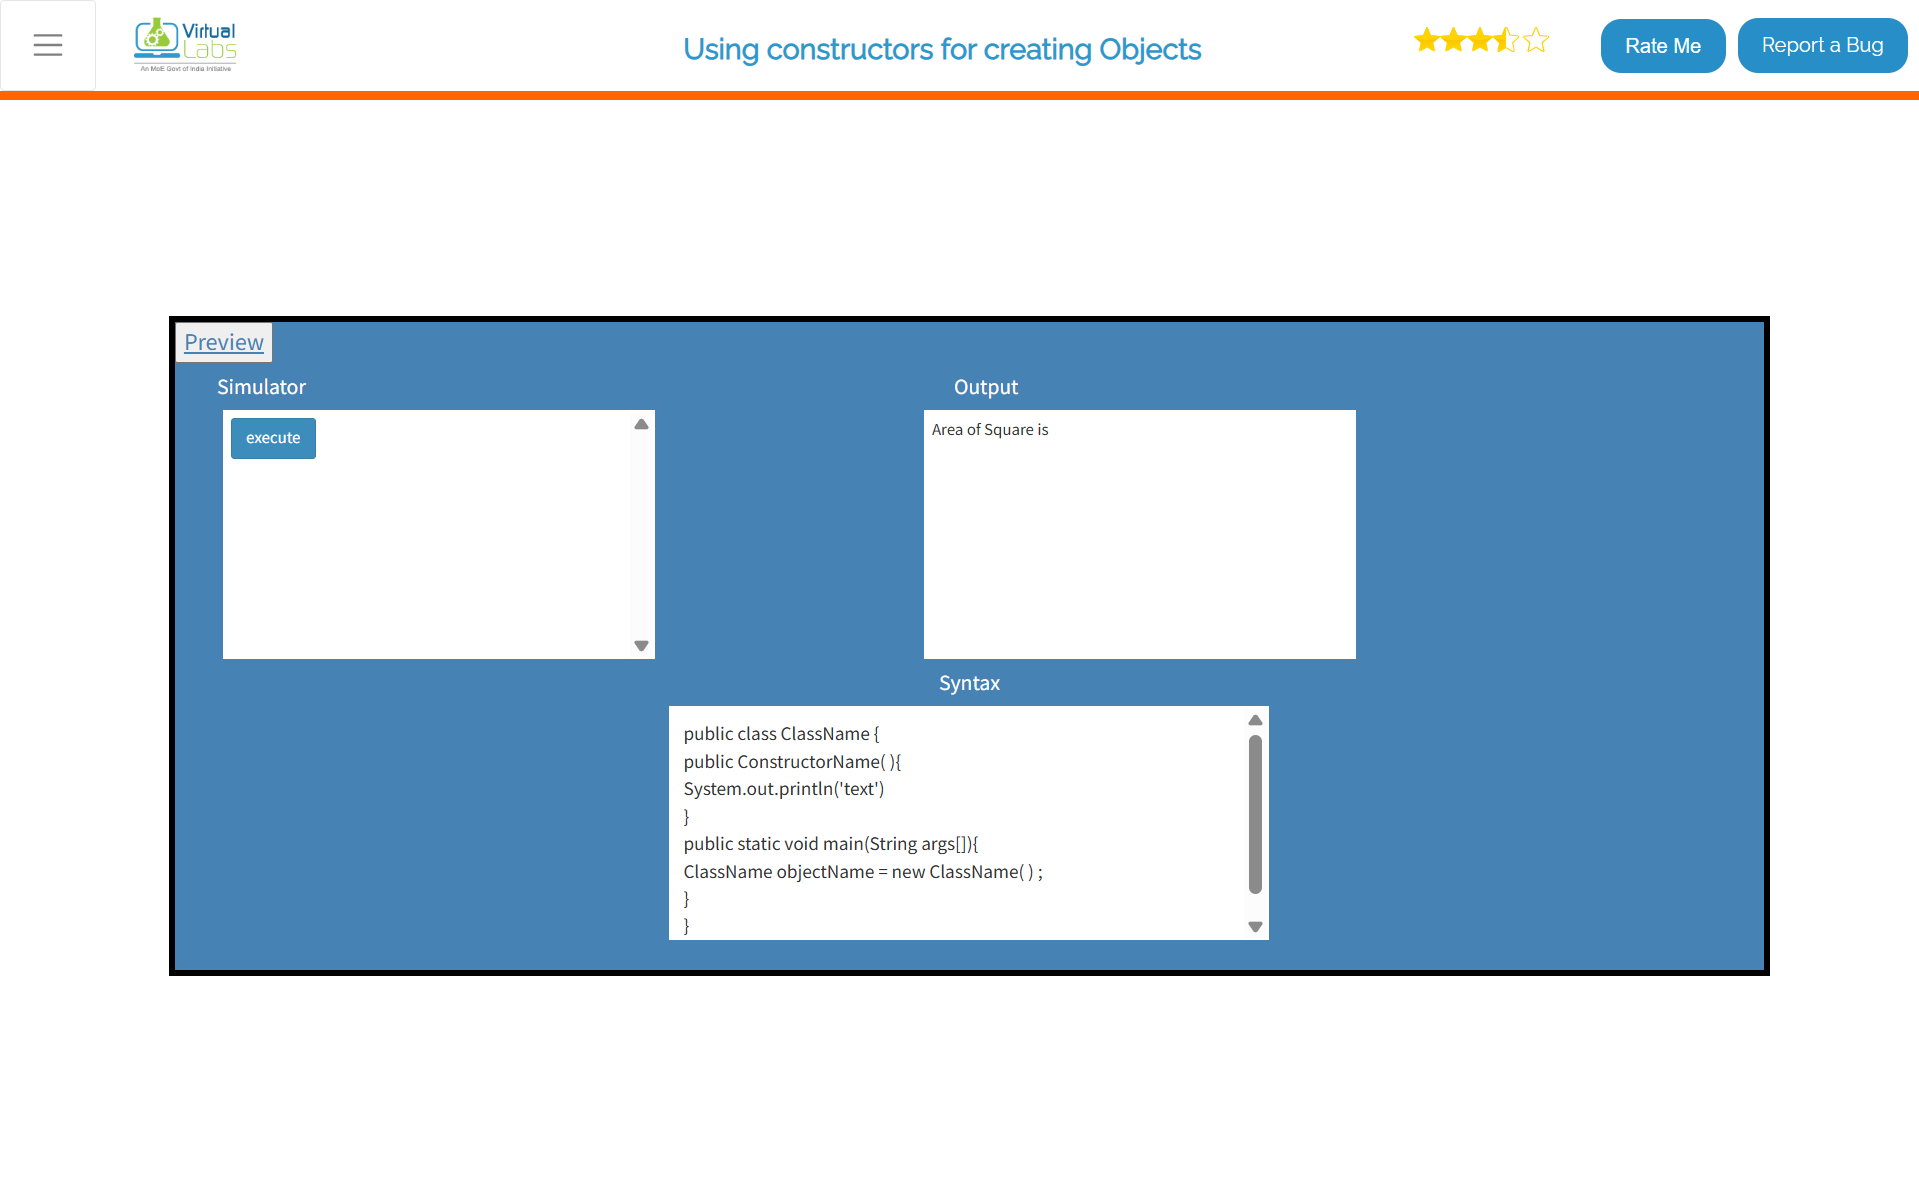 Virtual
Labs
An MoE Govt of India Initiative
Using constructors for creating Objects
Rate Me
Report a Bug
Preview
Simulator
Output
execute
Area of Square is
Syntax
public class ClassName {
public ConstructorName( ){
System.out.println('text')
}
public static void main(String args[]){
ClassName objectName = new ClassName( ) ;
}
}